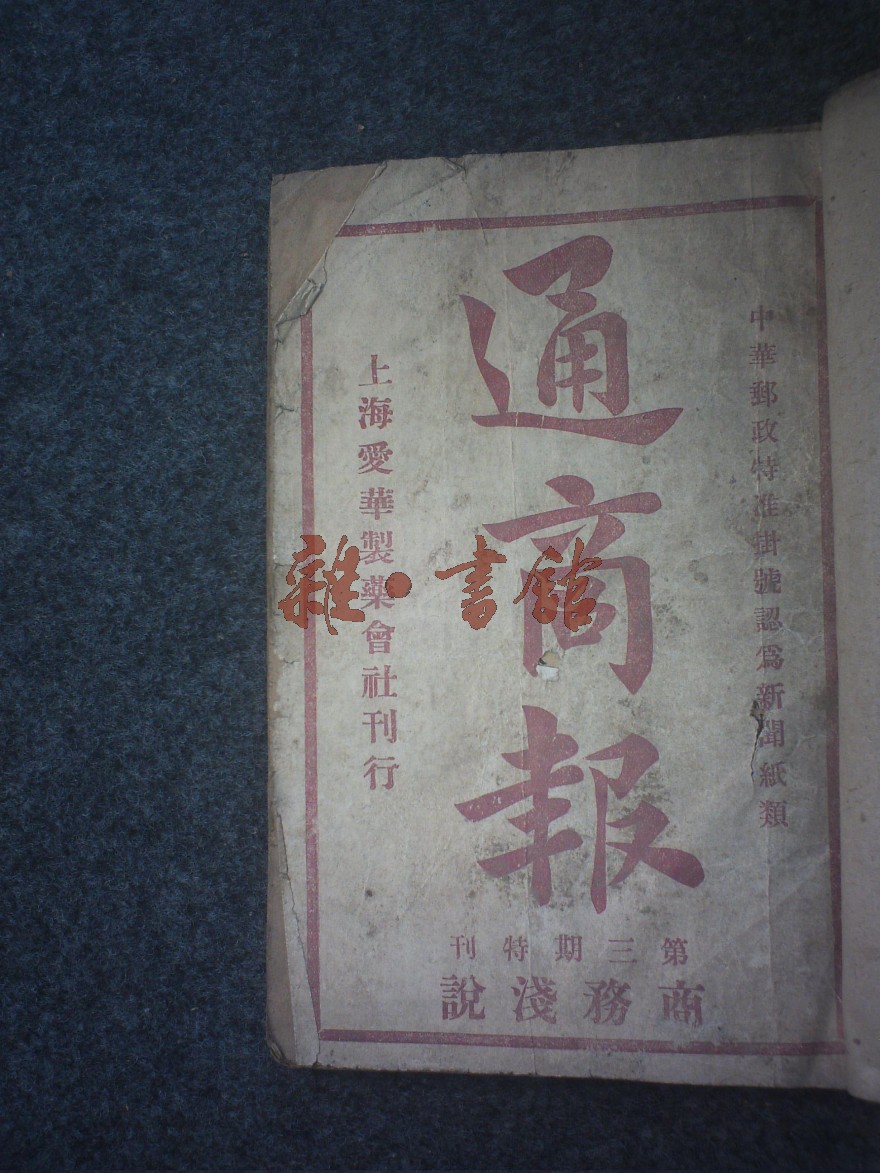 中華郵政特准掛號認爲新聞紙類
通商報
第三期特刊
商務淺說
上海愛華製藥會社刊行
雜·書館